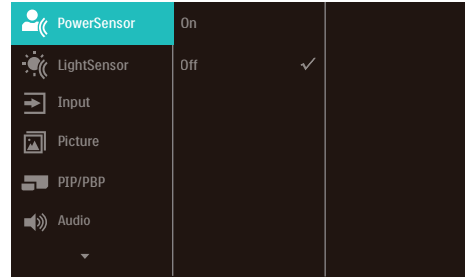 PowerSensor
On
LightSensor
Off
Input
Picture
PIP/PBP
Audio